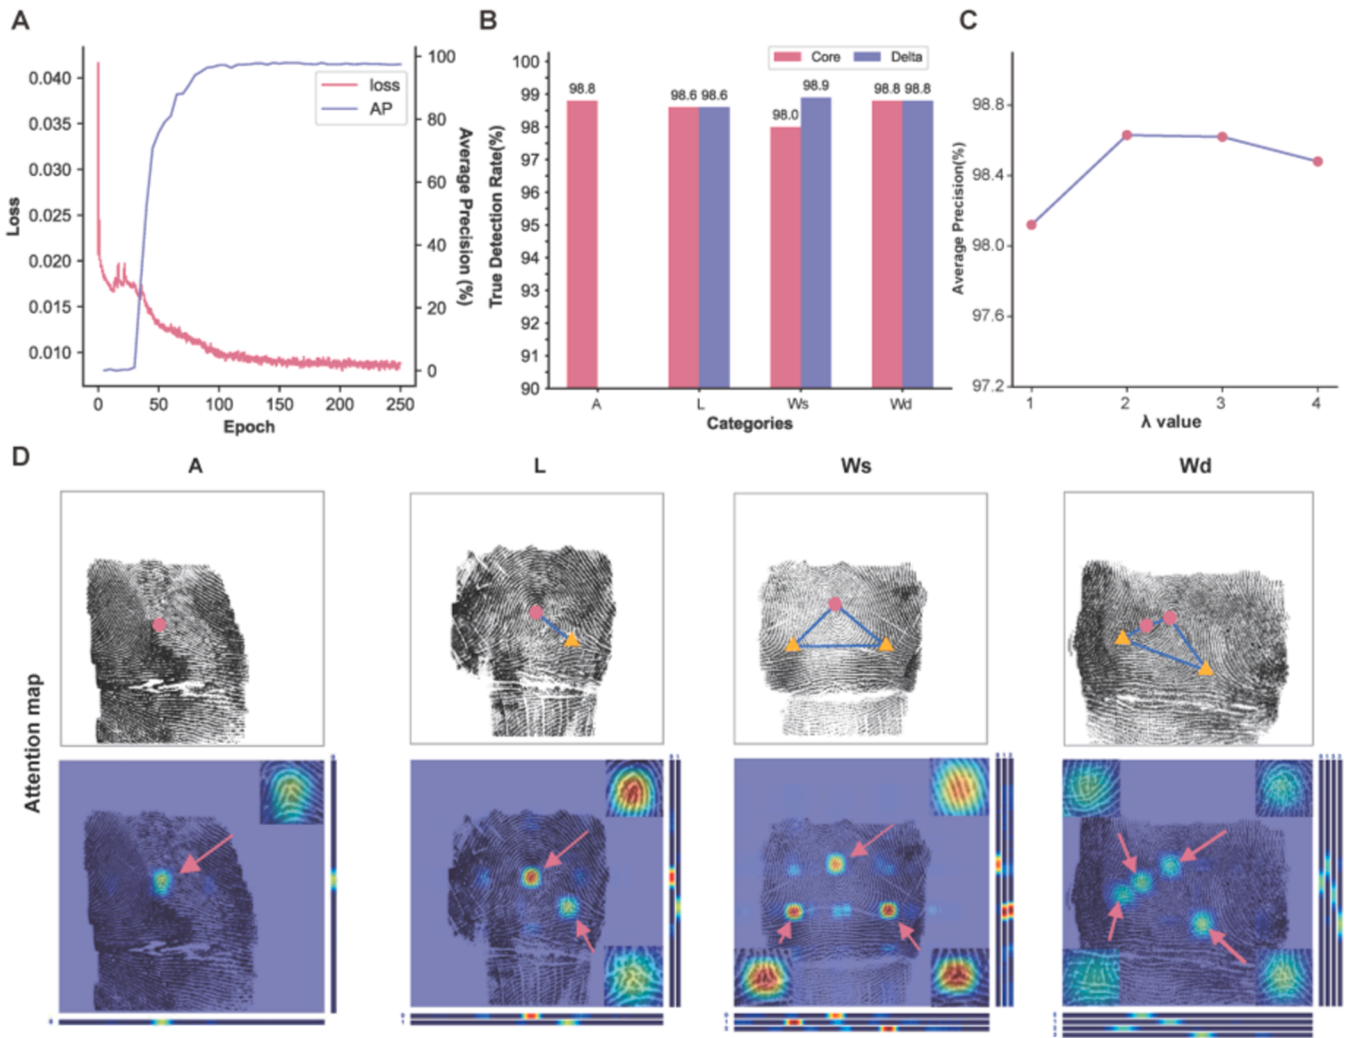 A
0.040
0.035
0.030
0.025
0.020
0.015
0.010
Loss
0
50
100
150
200
250
Epoch
100
80
60
40
20
0
Average Precision (%)
loss
AP
B
100
99
98
97
96
95
94
93
92
91
90
True Detection Rate(%)
Core
Delta
98.8
98.6
98.6
98.0
98.9
98.8
98.8
A
L
Ws
Wd
Categories
C
98.8
98.4
98.0
97.6
97.2
Average Precision(%)
1
2
3
4
λ value
D
A
L
Ws
Wd
Attention map